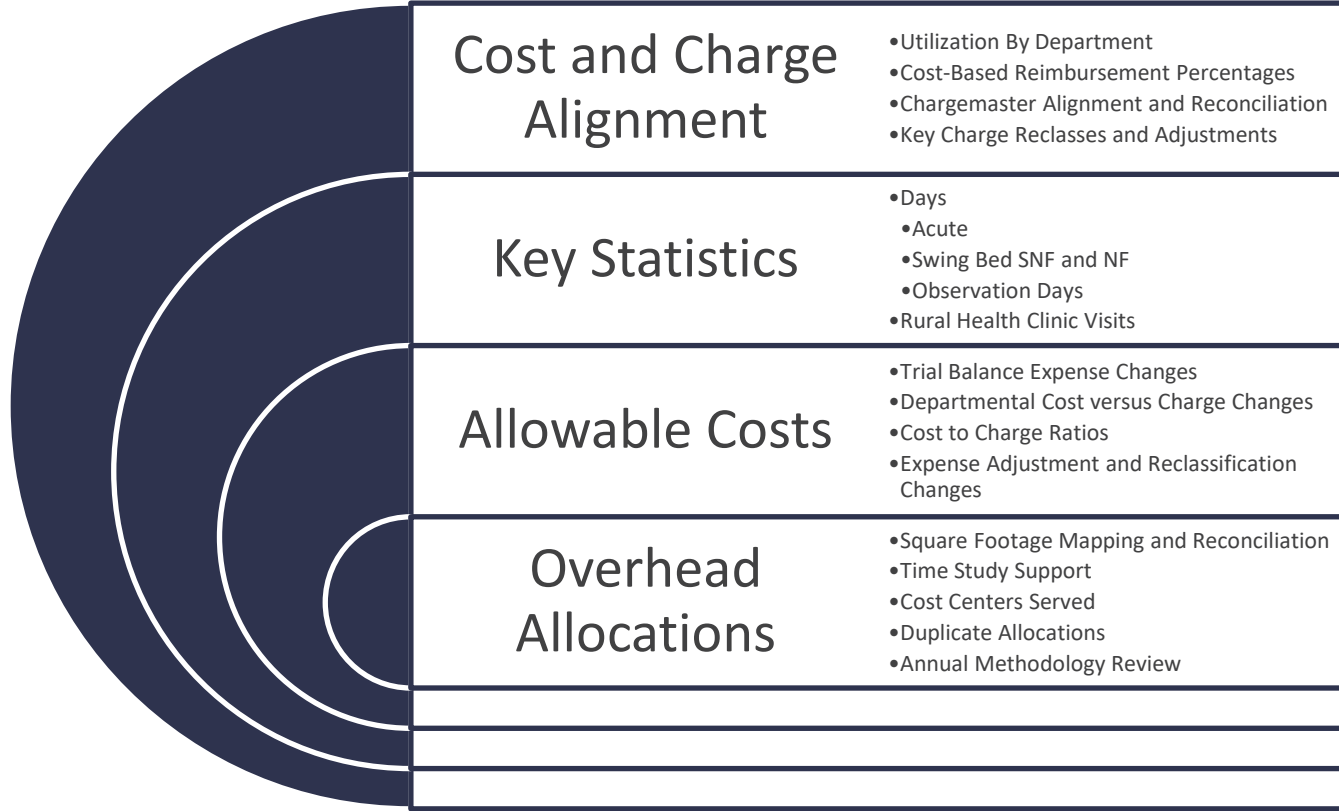 Cost and Charge
Alignment
•Utilization By Department
•Cost-Based Reimbursement Percentages
•Chargemaster Alignment and Reconciliation
•Key Charge Reclasses and Adjustments
Key Statistics
•Days
•Acute
•Swing Bed SNF and NF
•Observation Days
•Rural Health Clinic Visits
Allowable Costs
•Trial Balance Expense Changes
•Departmental Cost versus Charge Changes
•Cost to Charge Ratios
•Expense Adjustment and Reclassification
Changes
Overhead
Allocations
•Square Footage Mapping and Reconciliation
•Time Study Support
•Cost Centers Served
•Duplicate Allocations
•Annual Methodology Review